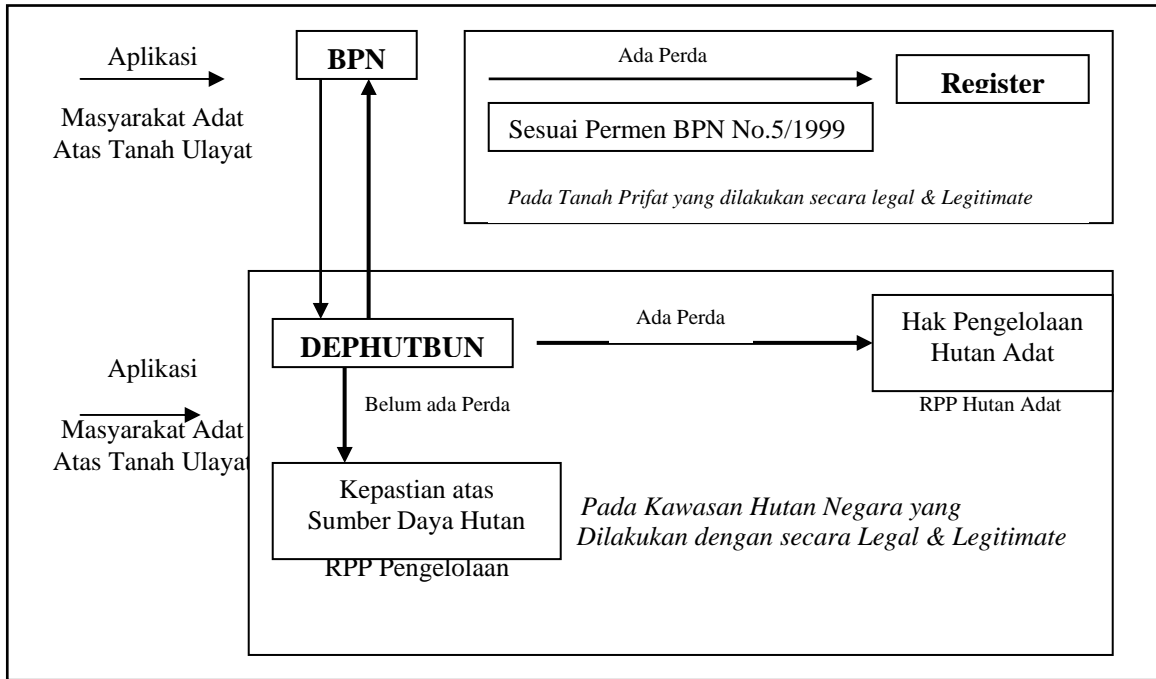 Aplikasi
Masyarakat Adat
Atas Tanah Ulayat
BPN
Ada Perda
Register
Sesuai Permen BPN No.5/1999
Pada Tanah Prifat yang dilakukan secara legal & Legitimate
Aplikasi
Masyarakat Adat
Atas Tanah Ulayat
DEPHUTBUN
Ada Perda
Hak Pengelolaan
Hutan Adat
RPP Hutan Adat
Belum ada Perda
Kepastian atas
Sumber Daya Hutan
RPP Pengelolaan
Pada Kawasan Hutan Negara yang
Dilakukan dengan secara Legal & Legitimate